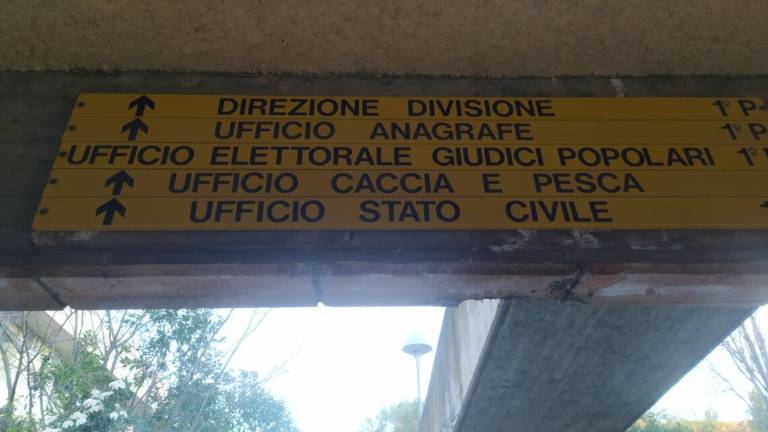 DIREZIONE DIVISIONE 1° P
UFFICIO ANAGRAFE 1° P
UFFICIO ELETTORALE GIUDICI POPOLARI 1°
UFFICIO CACCIA E PESCA
UFFICIO STATO CIVILE